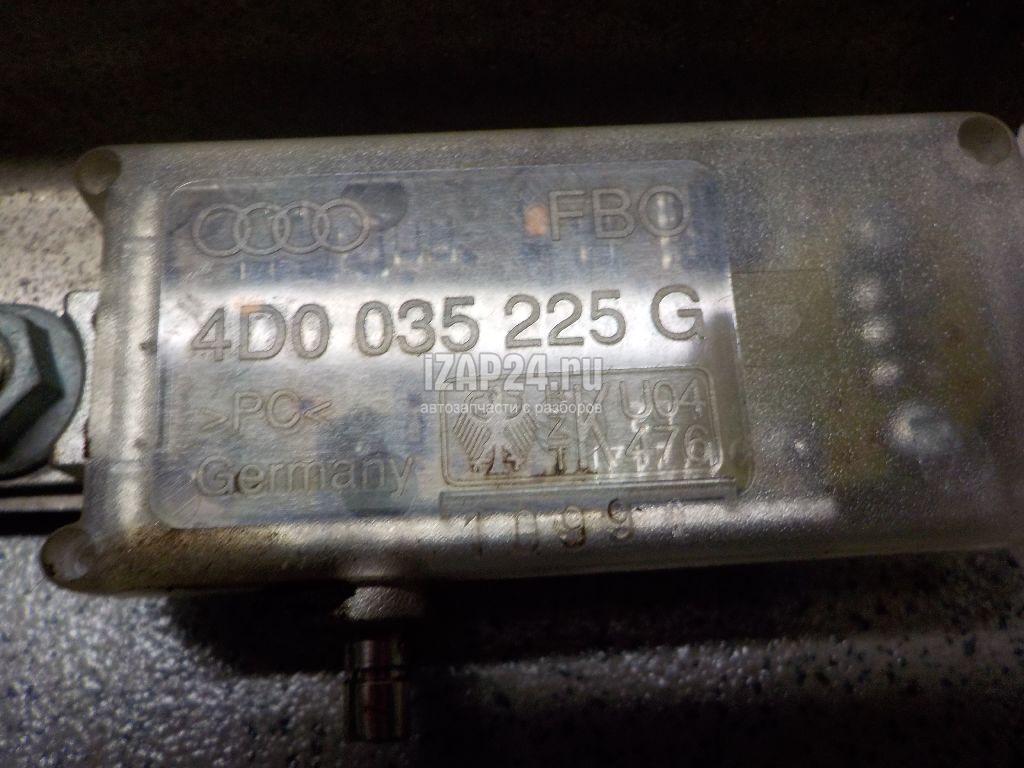 FBO
4D0 035 225 G
iZAP24.ru
автозапчасти с разборов
>PC<
U04
476
Germany